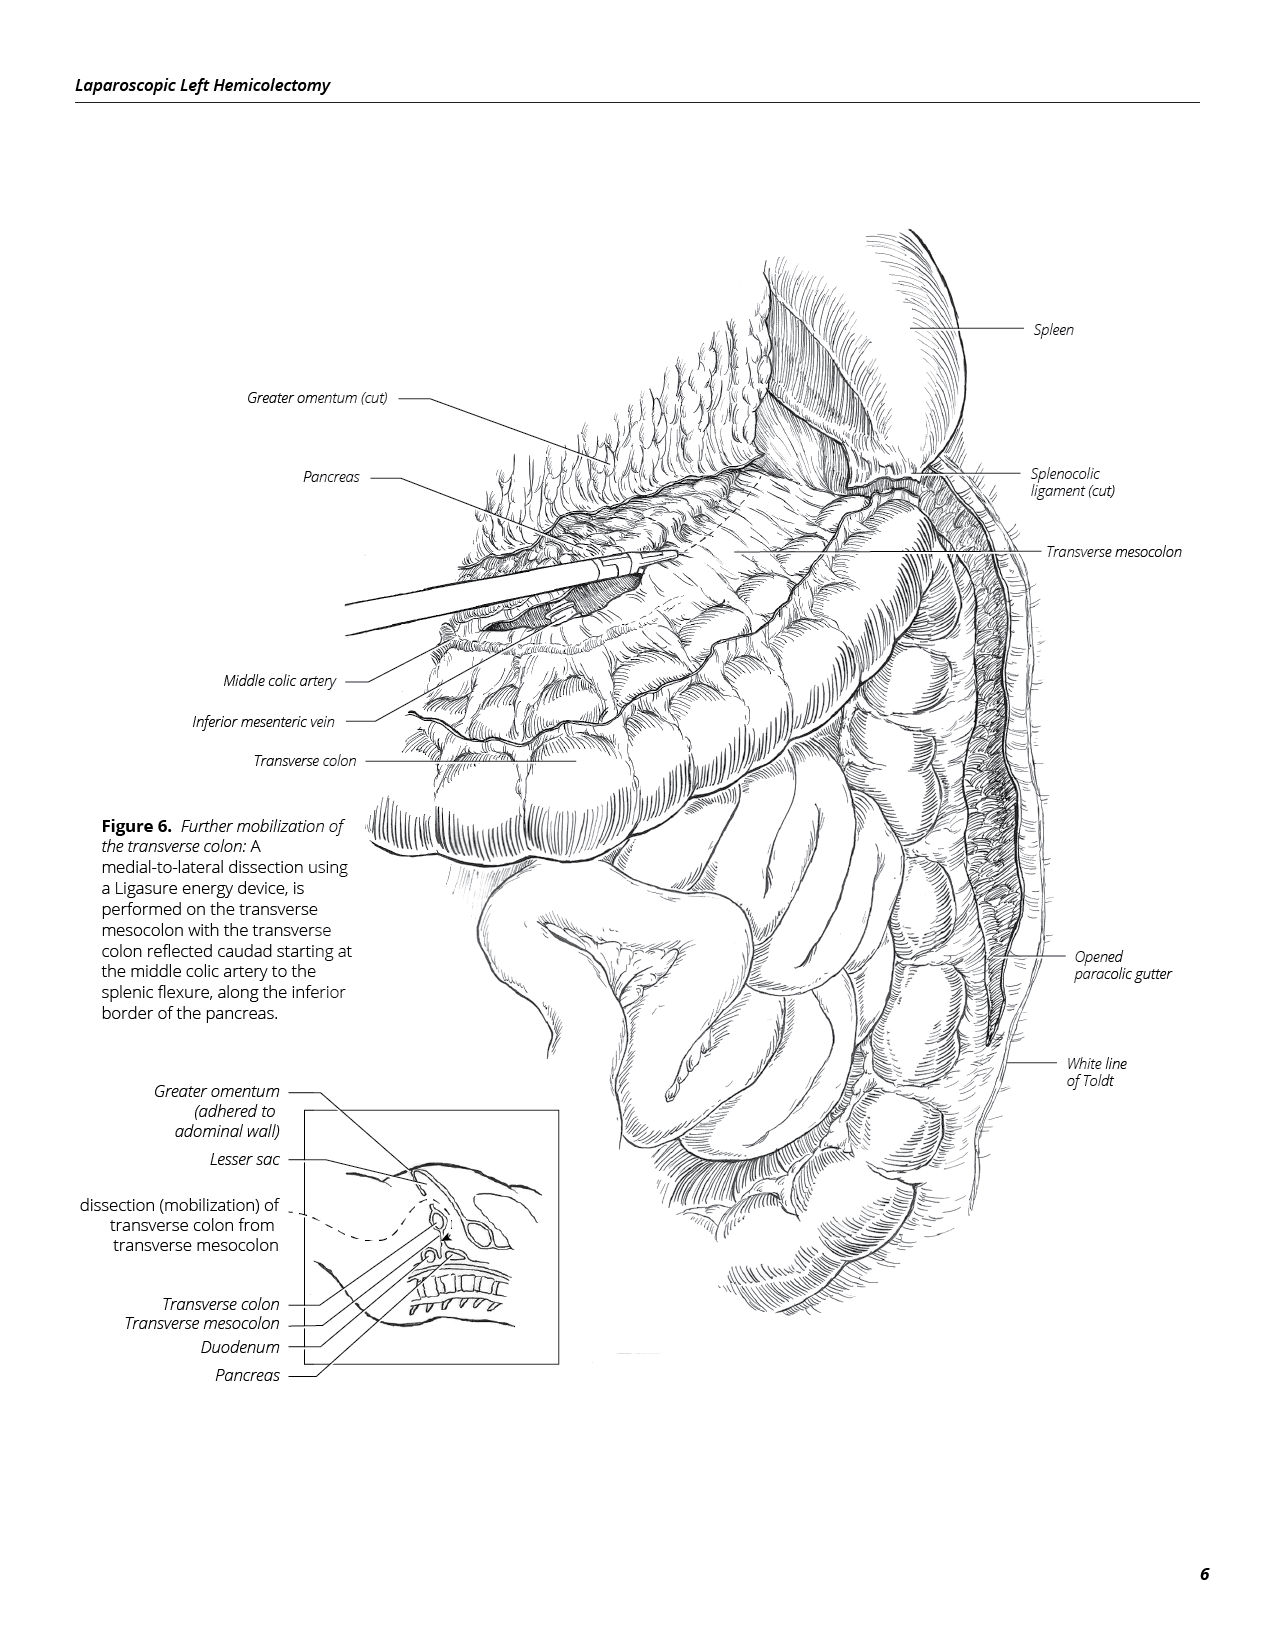 Laparoscopic Left Hemicolectomy
Spleen
Greater omentum (cut)
Pancreas
Splenocolic
ligament (cut)
Transverse mesocolon
Middle colic artery
Inferior mesenteric vein
Transverse colon
Figure 6. Further mobilization of
the transverse colon: A
medial-to-lateral dissection using
a Ligasure energy device, is
performed on the transverse
mesocolon with the transverse
colon reflected caudad starting at
the middle colic artery to the
splenic flexure, along the inferior
border of the pancreas.
Opened
paracolic gutter
White line
of Toldt
Greater omentum
(adhered to
adominal wall)
Lesser sac
dissection (mobilization) of
transverse colon from
transverse mesocolon
Transverse colon
Transverse mesocolon
Duodenum
Pancreas
6